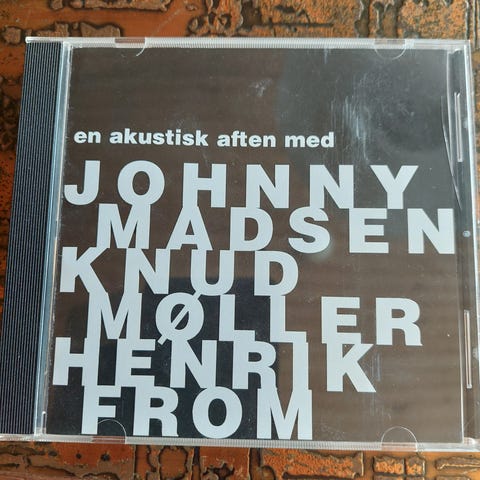 en akustisk aften med
JOHNNY
MADSEN
KNUD
MØLLER
HENRIK
FROM